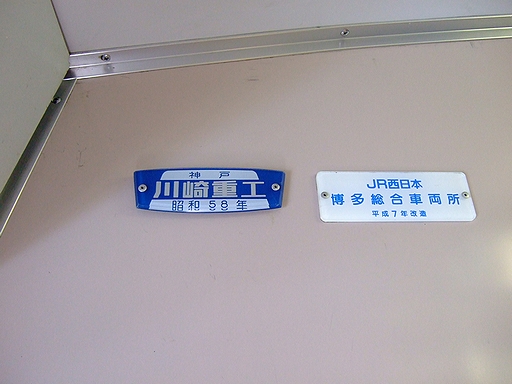 神戸
川崎重工
昭和58年
JR西日本
博多総合車両所
平成7年改造